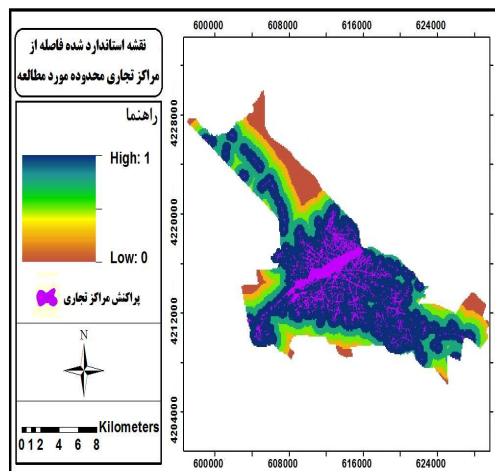 نقشه استاندارد شده فاصله از
مراکز تجاری محدوده مورد مطالعه
راهنما
High: 1
Low: 0
پراکنش مراکز تجاری
N
Kilometers
0 1 2 4 6 8
600000 608000 616000 624000
4228000
4220000
4212000
4204000
600000 608000 616000 624000